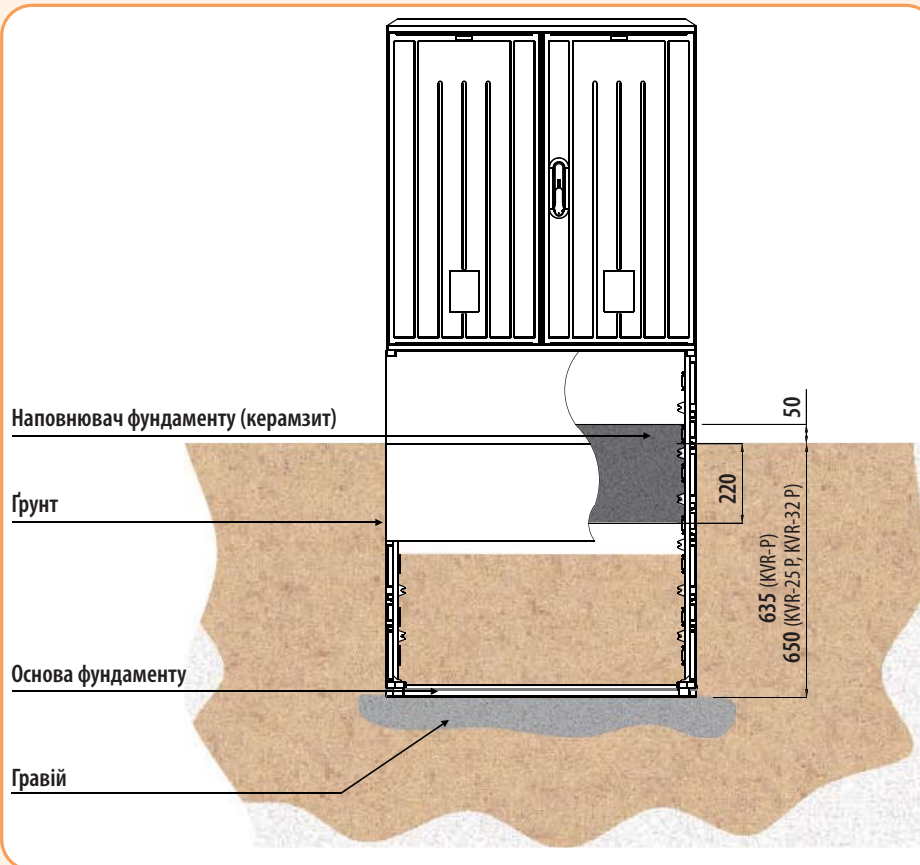 Наповнювач фундаменту (керамзит)
Ґрунт
Основа фундаменту
Гравій
50
220
635 (KVR-P)
650 (KVR-25 P, KVR-32 P)